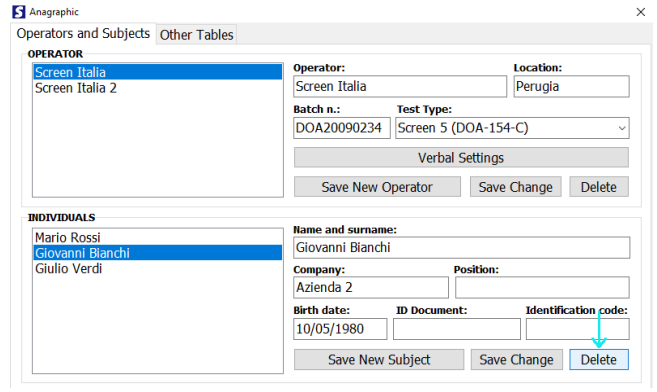 S Anagraphic
Operators and Subjects Other Tables
OPERATOR
Screen Italia
Screen Italia 2
Operator: Location:
Screen Italia Perugia
Batch n.: Test Type:
DOA20090234 Screen 5 (DOA-154-C)
Verbal Settings
Save New Operator Save Change Delete
INDIVIDUALS
Mario Rossi
Giovanni Bianchi
Giulio Verdi
Name and surname:
Giovanni Bianchi
Company: Position:
Azienda 2
Birth date: ID Document: Identification code:
10/05/1980
Save New Subject Save Change Delete